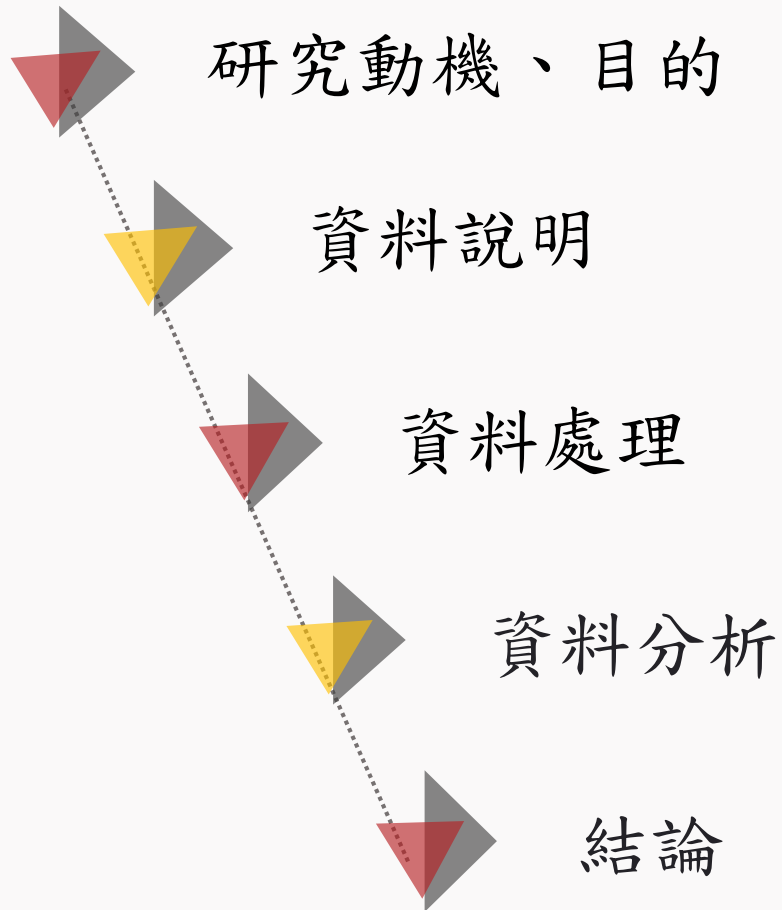 研究動機、目的
資料說明
資料處理
資料分析
結論